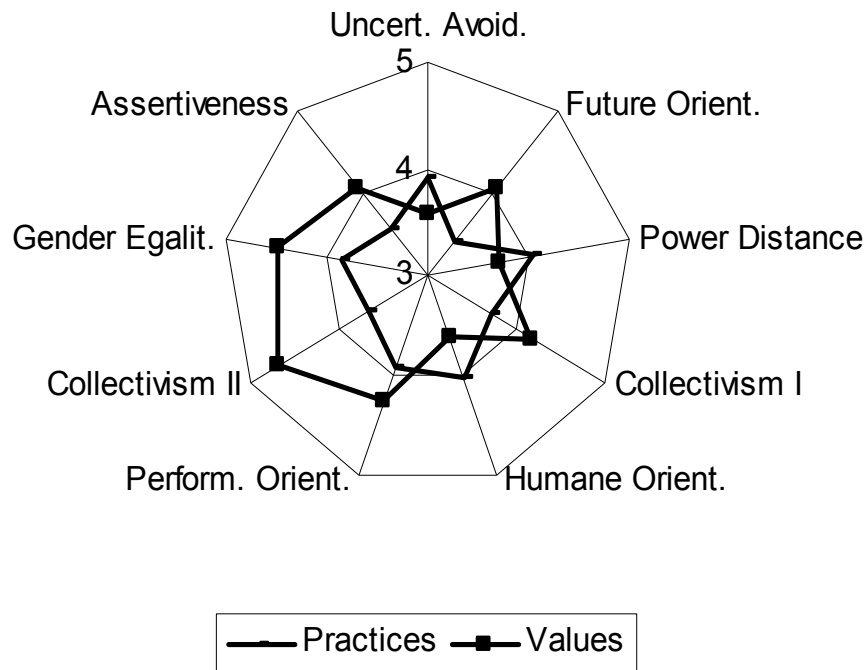 Uncert. Avoid.
5
Assertiveness
Future Orient.
4
Gender Egalit.
Power Distance
3
Collectivism II
Collectivism I
Perform. Orient.
Humane Orient.
Practices
Values